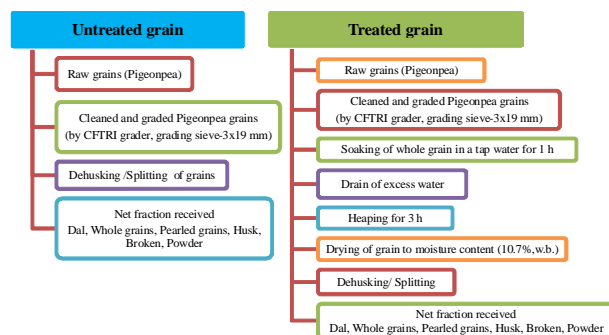 Untreated grain
Raw grains (Pigeonpea)
Cleaned and graded Pigeonpea grains
(by CFTRI grader, grading sieve-3x19 mm)
Dehusking /Splitting of grains
Net fraction received
Dal, Whole grains, Pearled grains, Husk,
Broken, Powder
Treated grain
Raw grains (Pigeonpea)
Cleaned and graded Pigeonpea grains
(by CFTRI grader, grading sieve-3x19 mm)
Soaking of whole grain in a tap water for 1 h
Drain of excess water
Heaping for 3 h
Drying of grain to moisture content (10.7%,w.b.)
Dehusking/ Splitting
Net fraction received
Dal, Whole grains, Pearled grains, Husk, Broken, Powder